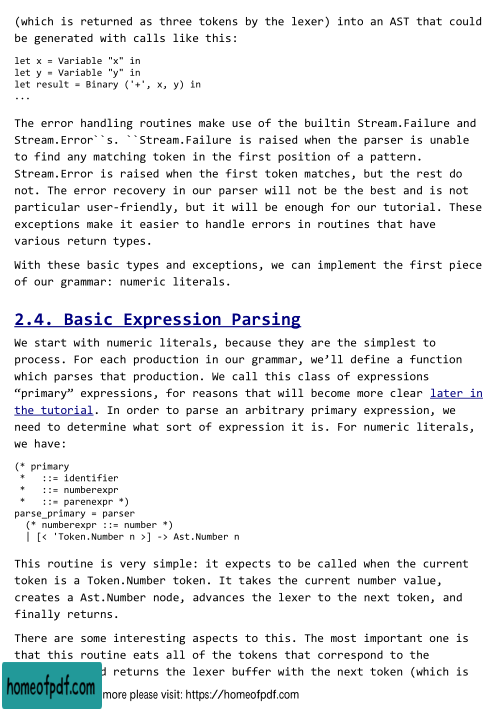 (which is returned as three tokens by the lexer) into an AST that could
be generated with calls like this:
let x = Variable "x" in
let y = Variable "y" in
let result = Binary ('+', x, y) in
...
The error handling routines make use of the builtin Stream.Failure and
Stream.Error``s. ``Stream.Failure is raised when the parser is unable
to find any matching token in the first position of a pattern.
Stream.Error is raised when the first token matches, but the rest do
not. The error recovery in our parser will not be the best and is not
particular user-friendly, but it will be enough for our tutorial. These
exceptions make it easier to handle errors in routines that have
various return types.
With these basic types and exceptions, we can implement the first piece
of our grammar: numeric literals.
2.4. Basic Expression Parsing
We start with numeric literals, because they are the simplest to
process. For each production in our grammar, we’ll define a function
which parses that production. We call this class of expressions
“primary” expressions, for reasons that will become more clear later in
the tutorial. In order to parse an arbitrary primary expression, we
need to determine what sort of expression it is. For numeric literals,
we have:
(* primary
 *   ::= identifier
 *   ::= numberexpr
 *   ::= parenexpr *)
parse_primary = parser
  (* numberexpr ::= number *)
  | [< 'Token.Number n >] -> Ast.Number n
This routine is very simple: it expects to be called when the current
token is a Token.Number token. It takes the current number value,
creates a Ast.Number node, advances the lexer to the next token, and
finally returns.
There are some interesting aspects to this. The most important one is
that this routine eats all of the tokens that correspond to the
returns the lexer buffer with the next token (which is
homeofpdf.com
more please visit: https://homeofpdf.com